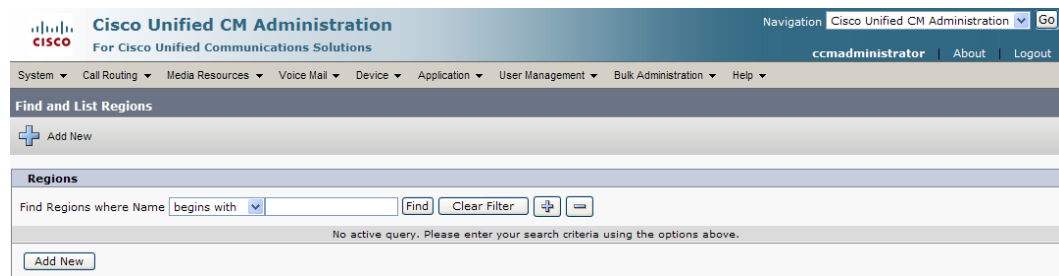 Cisco Unified CM Administration
For Cisco Unified Communications Solutions
CISCO
Navigation Cisco Unified CM Administration Go
ccmadministrator | About | Logout
System Call Routing Media Resources Voice Mail Device Application User Management Bulk Administration Help
Find and List Regions
Add New
Regions
Find Regions where Name begins with Find Clear Filter
No active query. Please enter your search criteria using the options above.
Add New